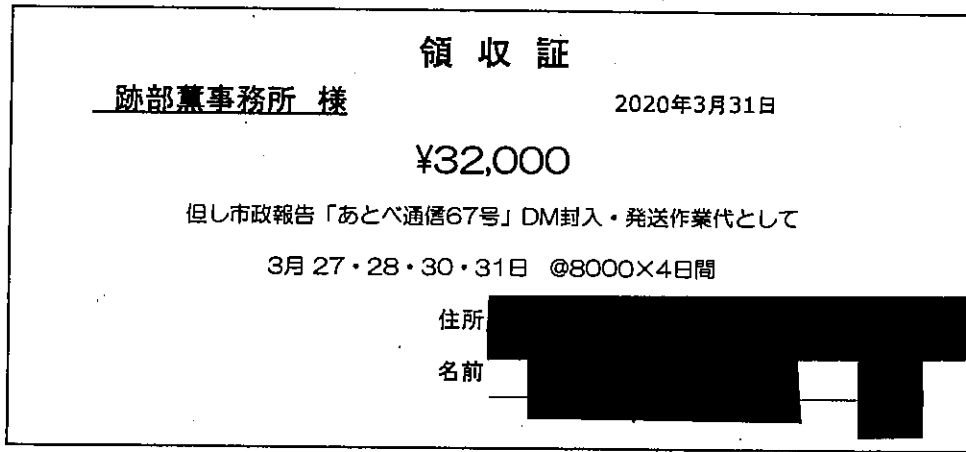 領収証
跡部薫事務所 様
2020年3月31日
¥32,000
但し市政報告「あとべ通信67号」DM封入・発送作業代として
3月 27・28・30・31日 @8000×4日間
住所
名前